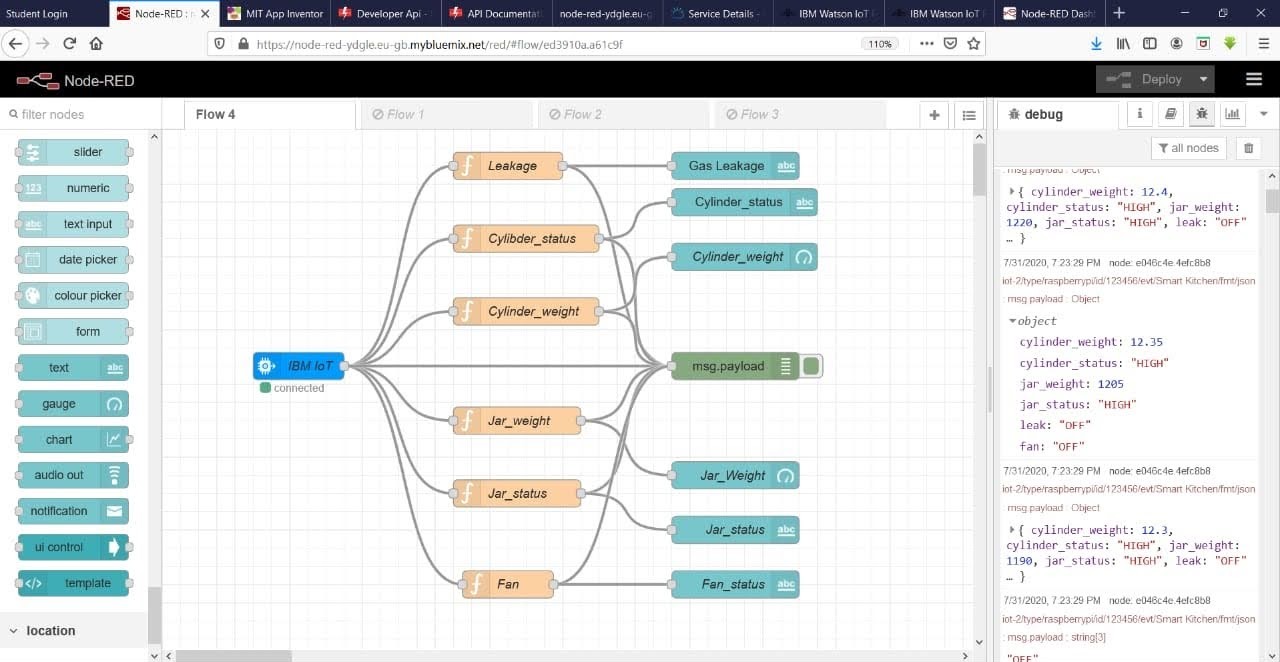 Student Login
Node-RED : n
MIT App Inventor
Developer Api -
API Documentat
node-red-ydgle.eu-g
Service Details -
IBM Watson IoT
IBM Watson IoT
Node-RED Dash
https://node-red-ydgle.eu-gb.mybluemix.net/red/#flow/ed3910a.a61c9f
110%
Node-RED
Deploy
filter nodes
Flow 4
Flow 1
Flow 2
Flow 3
debug
all nodes
slider
123 numeric
abc text input
date picker
colour picker
form
text abc
gauge
chart
audio out
notification
ui control
</> template
location
Leakage
Cylibder_status
Cylinder_weight
IBM IoT
connected
Jar_weight
Jar_status
Fan
Gas Leakage abc
Cylinder_status abc
Cylinder_weight
msg.payload
Jar_Weight
Jar_status abc
Fan_status abc
msg.payload : Object
{ cylinder_weight: 12.4,
cylinder_status: "HIGH", jar_weight:
1220, jar_status: "HIGH", leak: "OFF"
… }
7/31/2020, 7:23:29 PM node: e046c4e.4efc8b8
iot-2/type/raspberrypi/id/123456/evt/Smart Kitchen/fmt/json
: msg.payload : Object
object
cylinder_weight: 12.35
cylinder_status: "HIGH"
jar_weight: 1205
jar_status: "HIGH"
leak: "OFF"
fan: "OFF"
7/31/2020, 7:23:29 PM node: e046c4e.4efc8b8
iot-2/type/raspberrypi/id/123456/evt/Smart Kitchen/fmt/json
: msg.payload : Object
{ cylinder_weight: 12.3,
cylinder_status: "HIGH", jar_weight:
1190, jar_status: "HIGH", leak: "OFF"
… }
7/31/2020, 7:23:29 PM node: e046c4e.4efc8b8
iot-2/type/raspberrypi/id/123456/evt/Smart Kitchen/fmt/json
: msg.payload : string[3]
"OFF"